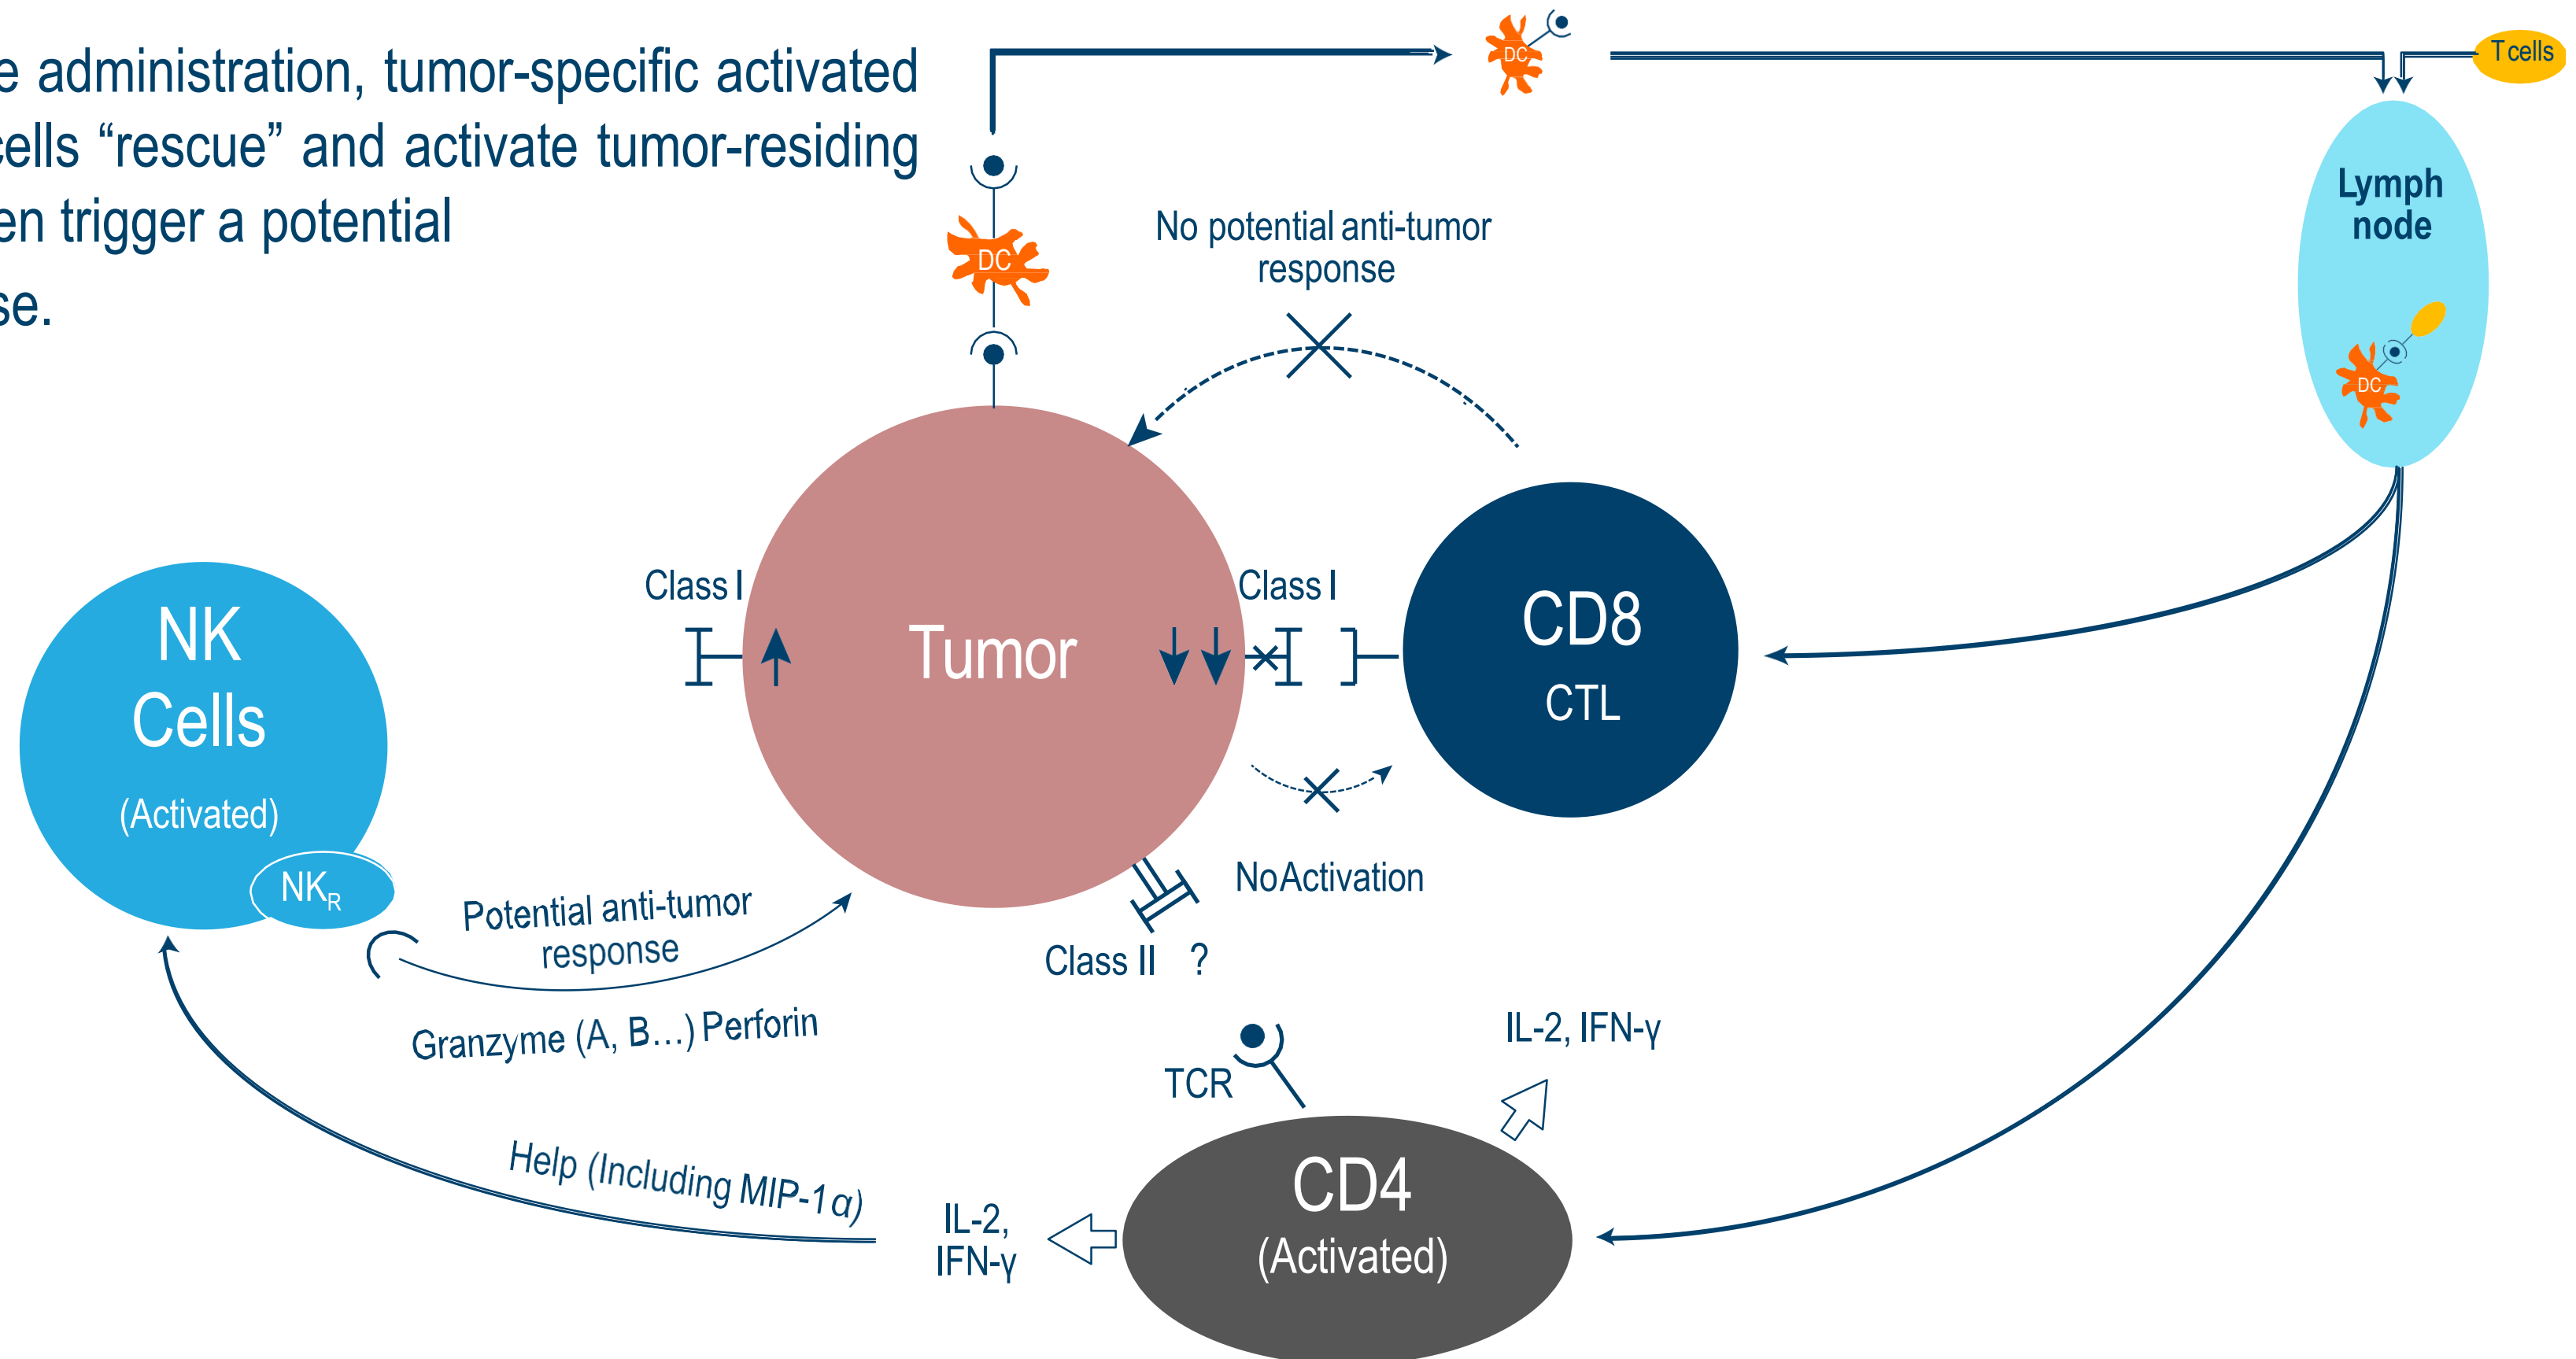 e administration, tumor-specific activated
cells “rescue” and activate tumor-residing
en trigger a potential
se.
DC
T cells
Lymph
node
DC
DC
No potential anti-tumor
response
Class I
Class I
NK
Cells
(Activated)
NKR
Tumor
CD8
CTL
No Activation
Potential anti-tumor
response
Granzyme (A, B…) Perforin
Class II ?
TCR
IL-2, IFN-γ
Help (Including MIP-1α)
IL-2,
IFN-γ
CD4
(Activated)